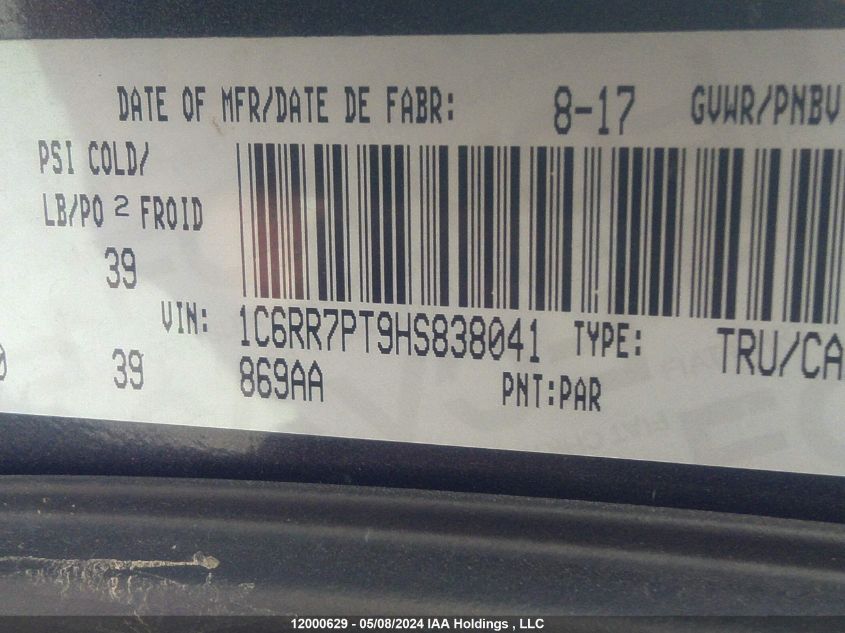 DATE OF MFR/DATE DE FABR: 8-17 GVWR/PNBV
PSI COLD/
LB/PO 2 FROID
39
VIN: 1C6RR7PT9HS838041 TYPE: TRU/CA
0 39 869AA PNT:PAR
12000629 - 05/08/2024 IAA Holdings , LLC